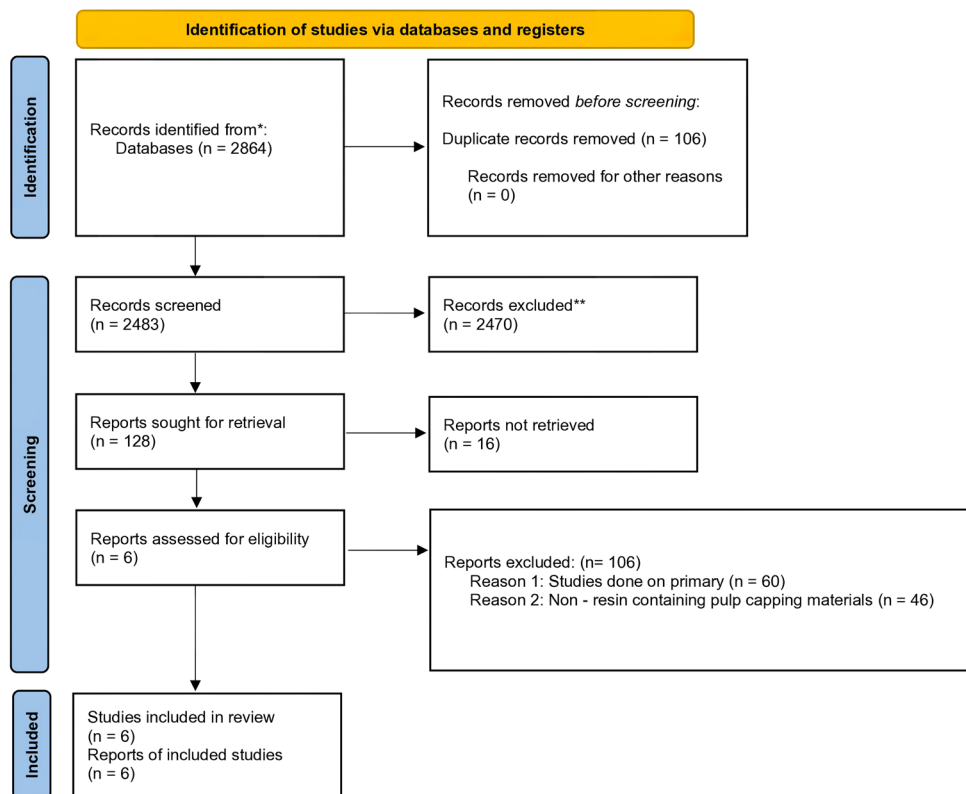 Identification of studies via databases and registers
Identification
Records identified from*:
Databases (n = 2864)
Records removed before screening:
Duplicate records removed (n = 106)
Records removed for other reasons
(n = 0)
Screening
Records screened
(n = 2483)
Records excluded**
(n = 2470)
Reports sought for retrieval
(n = 128)
Reports not retrieved
(n = 16)
Reports assessed for eligibility
(n = 6)
Reports excluded: (n= 106)
Reason 1: Studies done on primary (n = 60)
Reason 2: Non - resin containing pulp capping materials (n = 46)
Included
Studies included in review
(n = 6)
Reports of included studies
(n = 6)